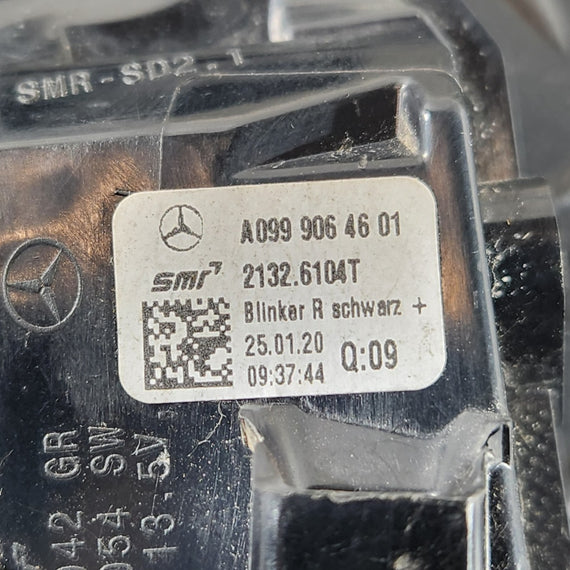 SMR-SD2.1
A099 906 46 01
smr
2132.6104T
Blinker R schwarz +
25.01.20
Q:09
09:37:44
GR
SW
13.5V